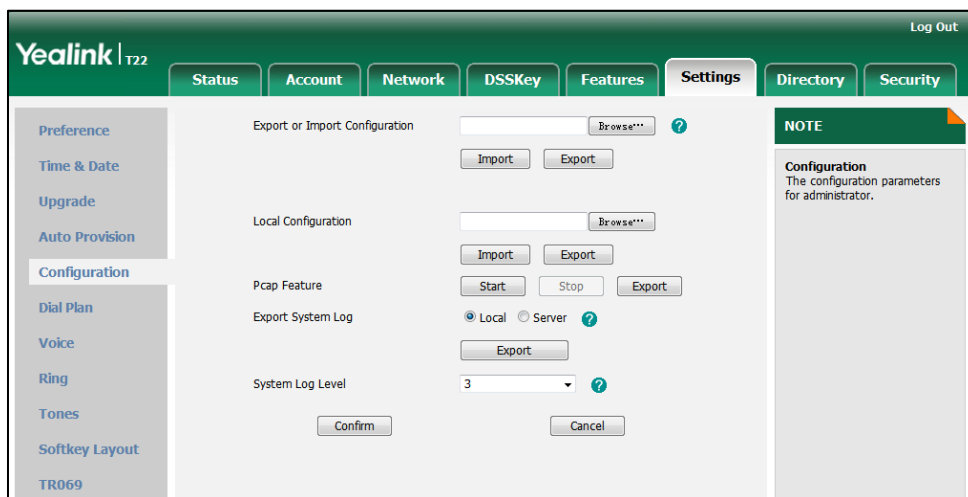 Log Out
Yealink T22
Status Account Network DSSKey Features Settings Directory Security
Preference
Time & Date
Upgrade
Auto Provision
Configuration
Dial Plan
Voice
Ring
Tones
Softkey Layout
TR069
Export or Import Configuration Browse... ?
Import Export
Local Configuration Browse...
Import Export
Pcap Feature Start Stop Export
Export System Log Local Server ?
Export
System Log Level 3 ?
Confirm Cancel
NOTE
Configuration
The configuration parameters
for administrator.